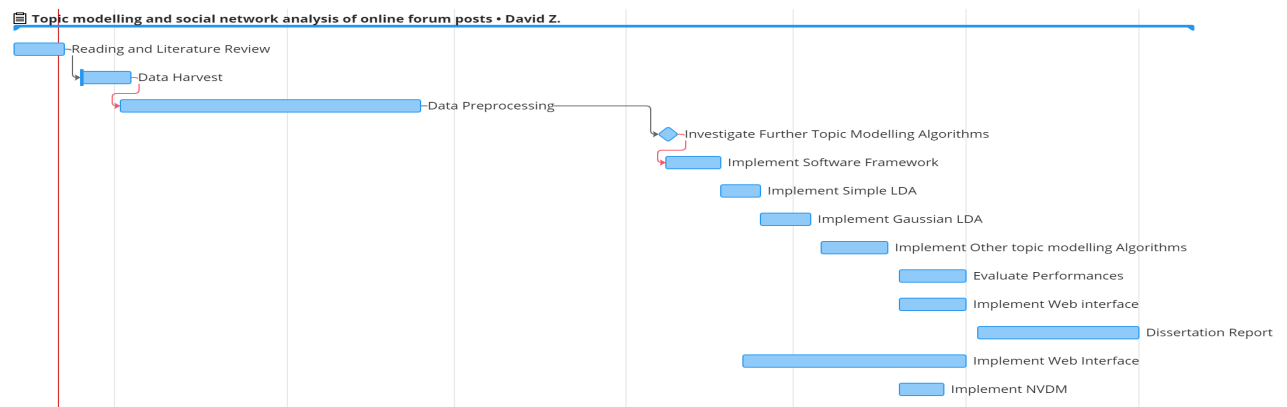 Topic modelling and social network analysis of online forum posts • David Z.
Reading and Literature Review
Data Harvest
Data Preprocessing
Investigate Further Topic Modelling Algorithms
Implement Software Framework
Implement Simple LDA
Implement Gaussian LDA
Implement Other topic modelling Algorithms
Evaluate Performances
Implement Web interface
Dissertation Report
Implement Web Interface
Implement NVDM